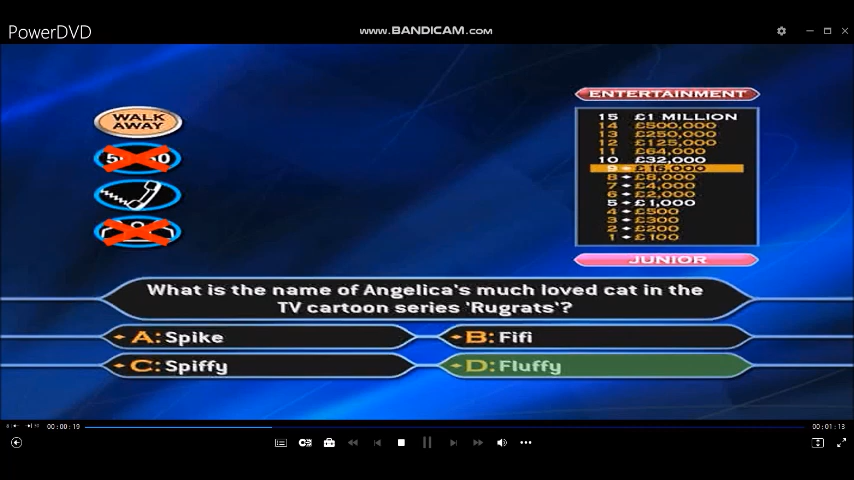 PowerDVD
www.BANDICAM.com
ENTERTAINMENT
WALK
AWAY
15 £1 MILLION
14 £500,000
13 £250,000
12 £125,000
11 £64,000
10 £32,000
9 £16,000
8 £8,000
7 £4,000
6 £2,000
5 £1,000
4 £500
3 £300
2 £200
1 £100
JUNIOR
What is the name of Angelica's much loved cat in the
TV cartoon series 'Rugrats'?
A: Spike
B: Fifi
C: Spiffy
D: Fluffy
00:00:19
00:01:13